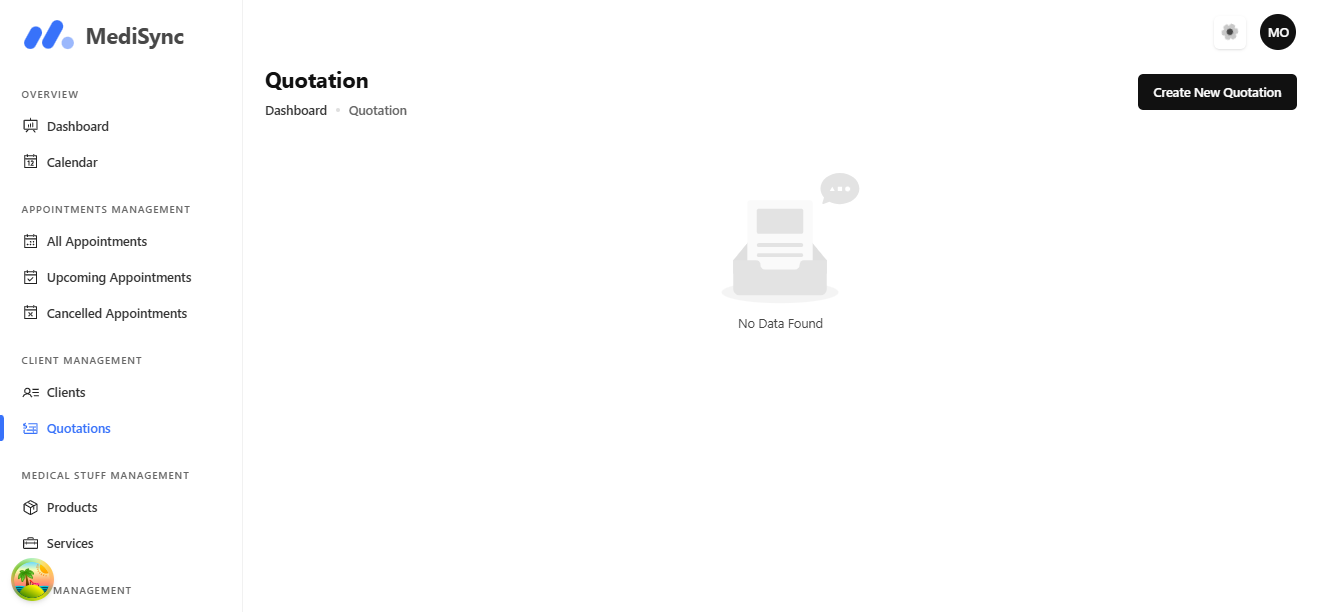 MediSync
OVERVIEW
Dashboard
Calendar
APPOINTMENTS MANAGEMENT
All Appointments
Upcoming Appointments
Cancelled Appointments
CLIENT MANAGEMENT
Clients
Quotations
MEDICAL STUFF MANAGEMENT
Products
Services
MANAGEMENT
MO
Quotation
Dashboard • Quotation
Create New Quotation
No Data Found